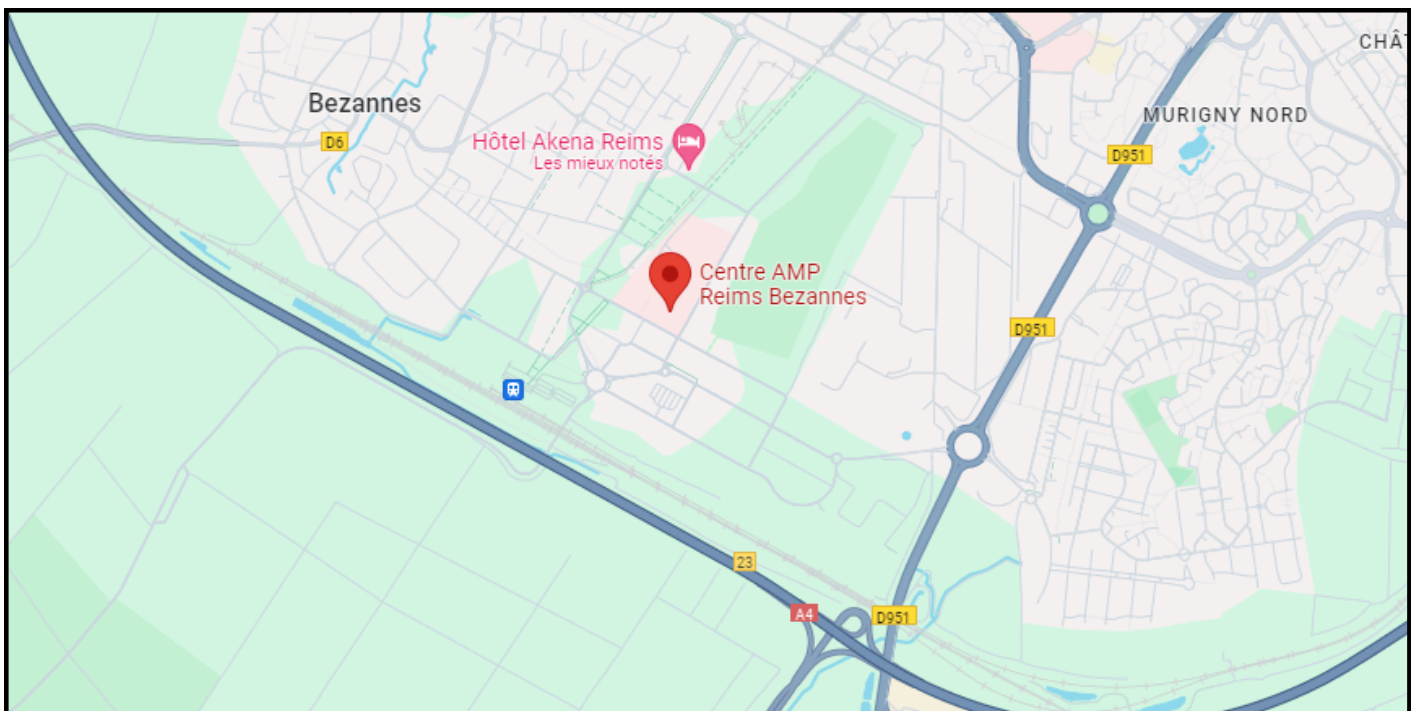 CHÂT
Bezannes
MURIGNY NORD
Hôtel Akena Reims
Les mieux notés
D6
D951
Centre AMP
Reims Bezannes
D951
23
A4
D951